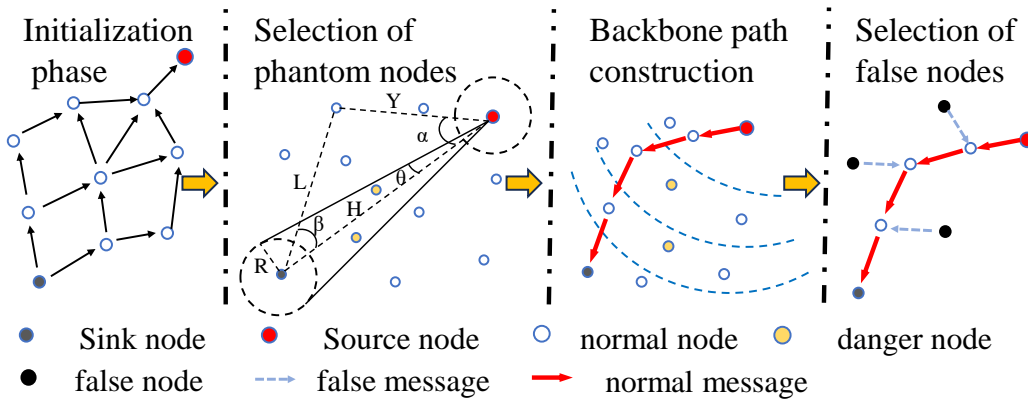 Initialization
phase
Selection of
phantom nodes
Y
α
θ
L
H
β
R
Backbone path
construction
Selection of
false nodes
Sink node
Source node
normal node
danger node
false node
false message
normal message